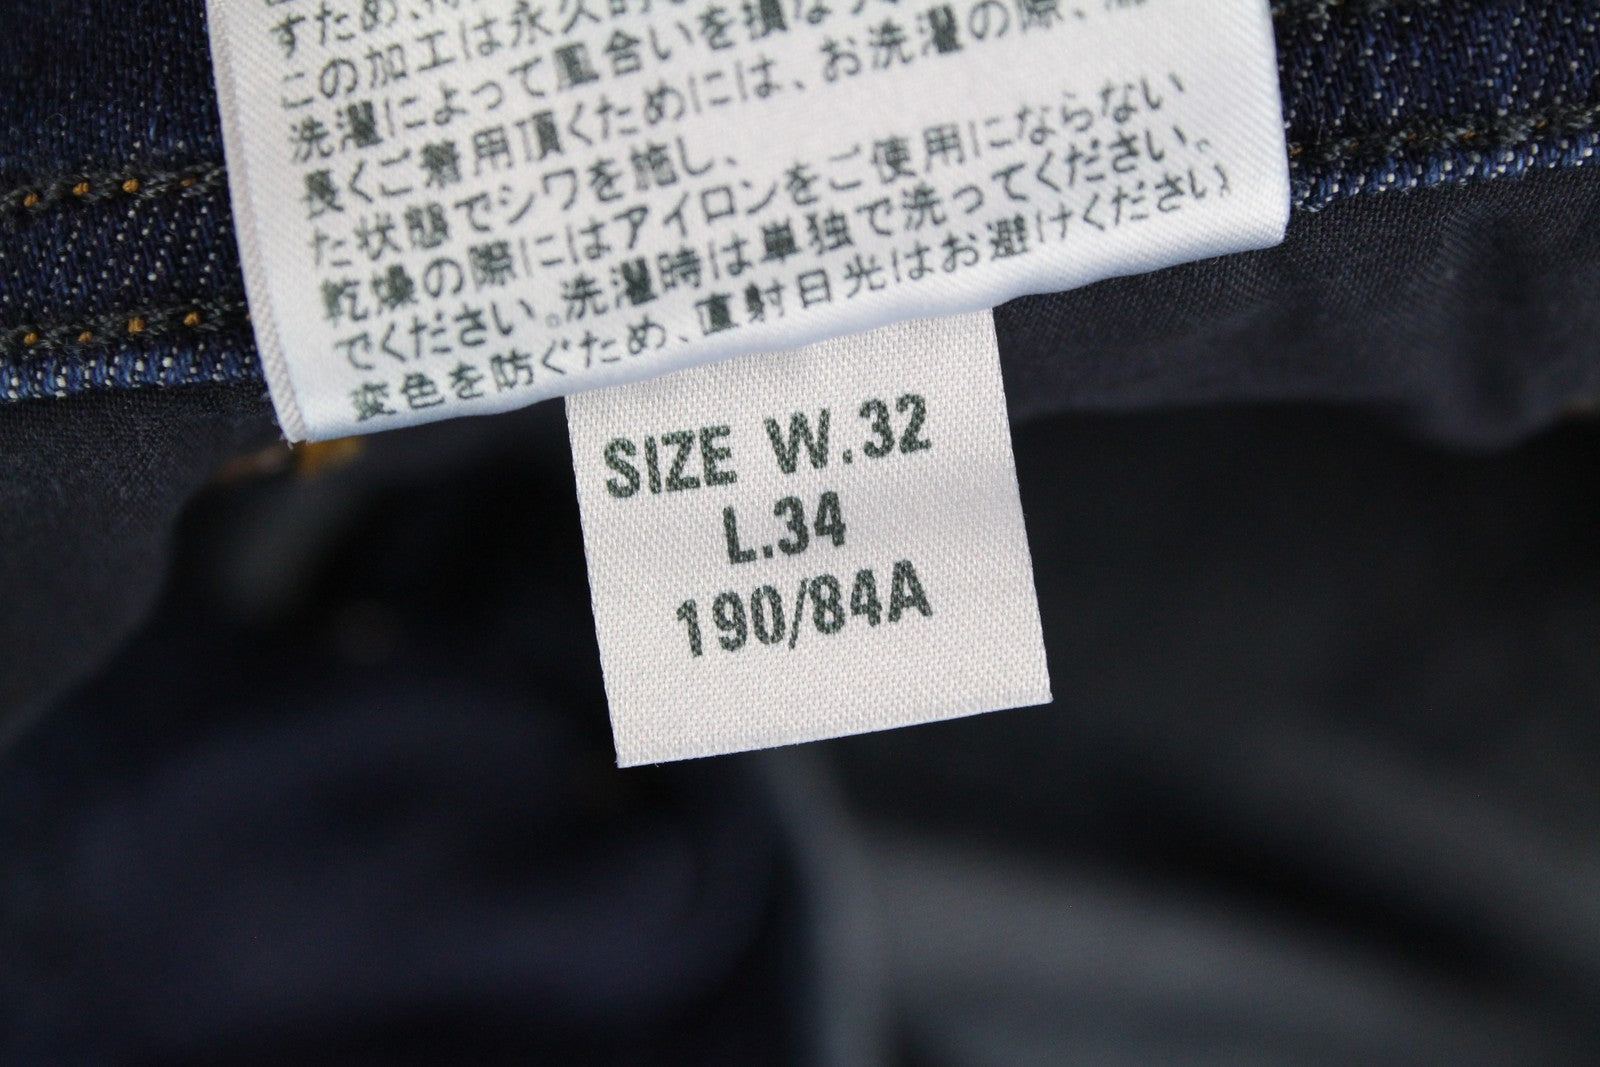 すため、
この加工は永久的
洗濯によって風合いを損な
長くご着用頂くためには、お洗濯の際、
た状態でシワを施し、
乾燥の際にはアイロンをご使用にならない
でください。洗濯時は単独で洗ってください。
変色を防ぐため、直射日光はお避けください
SIZE W.32
L.34
190/84A